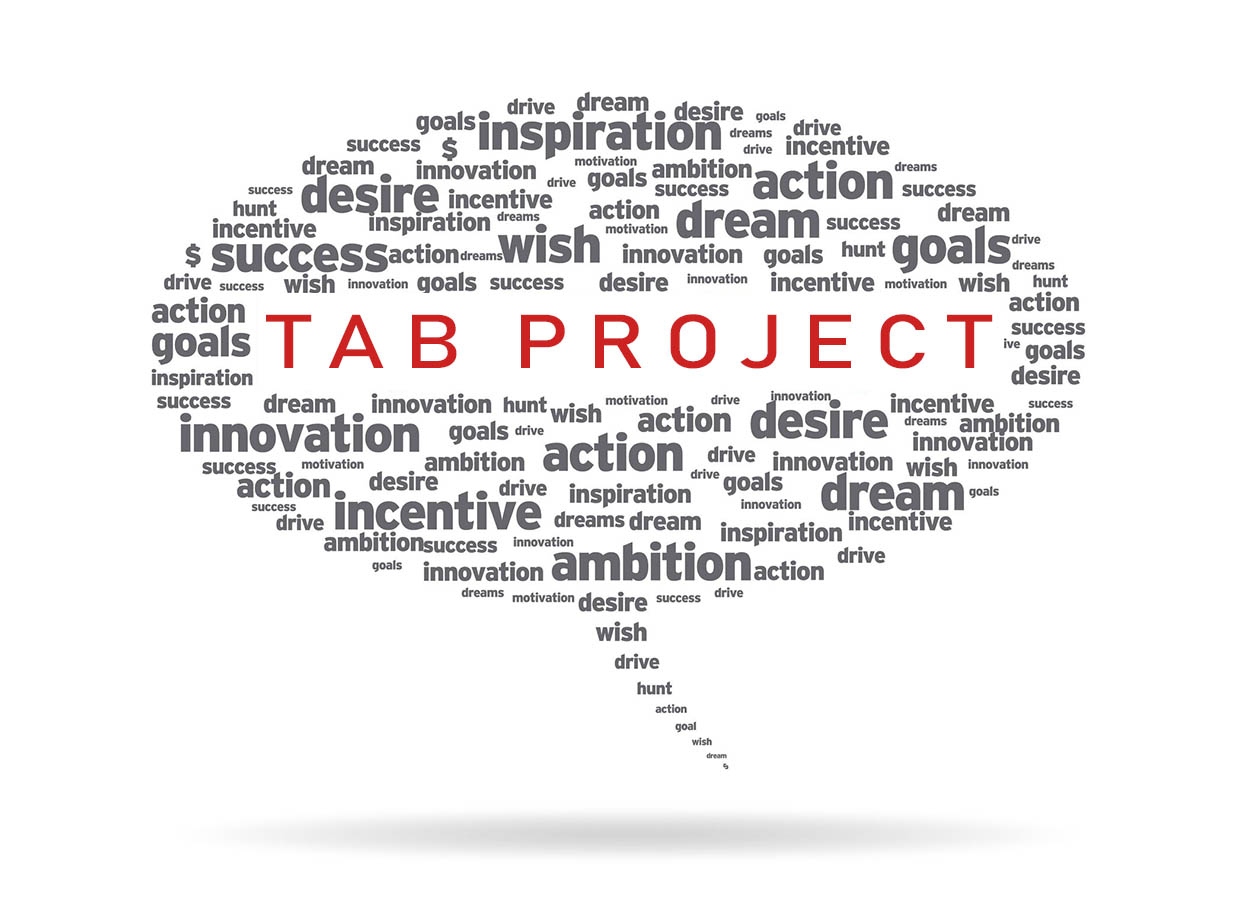 drive dream desire goals
goals inspiration dreams drive
success $ drive incentive
dream innovation motivation ambition dreams
success desire incentive drive goals success action success
hunt inspiration dreams action dream success dream
incentive motivation
$ success action dreams wish innovation goals hunt goals drive
dreams
drive success wish innovation goals success desire innovation incentive motivation wish hunt
action action
goals TAB PROJECT success
ive goals
inspiration desire
success dream innovation hunt wish motivation drive innovation incentive success
innovation goals drive action desire dreams ambition
innovation
success motivation ambition action drive innovation wish innovation
action desire drive inspiration drive goals dream goals
success incentive innovation
drive dreams dream inspiration incentive
ambition success innovation
goals innovation ambition action drive
dreams motivation desire success drive
wish
drive
hunt
action
goal
wish
dream
$